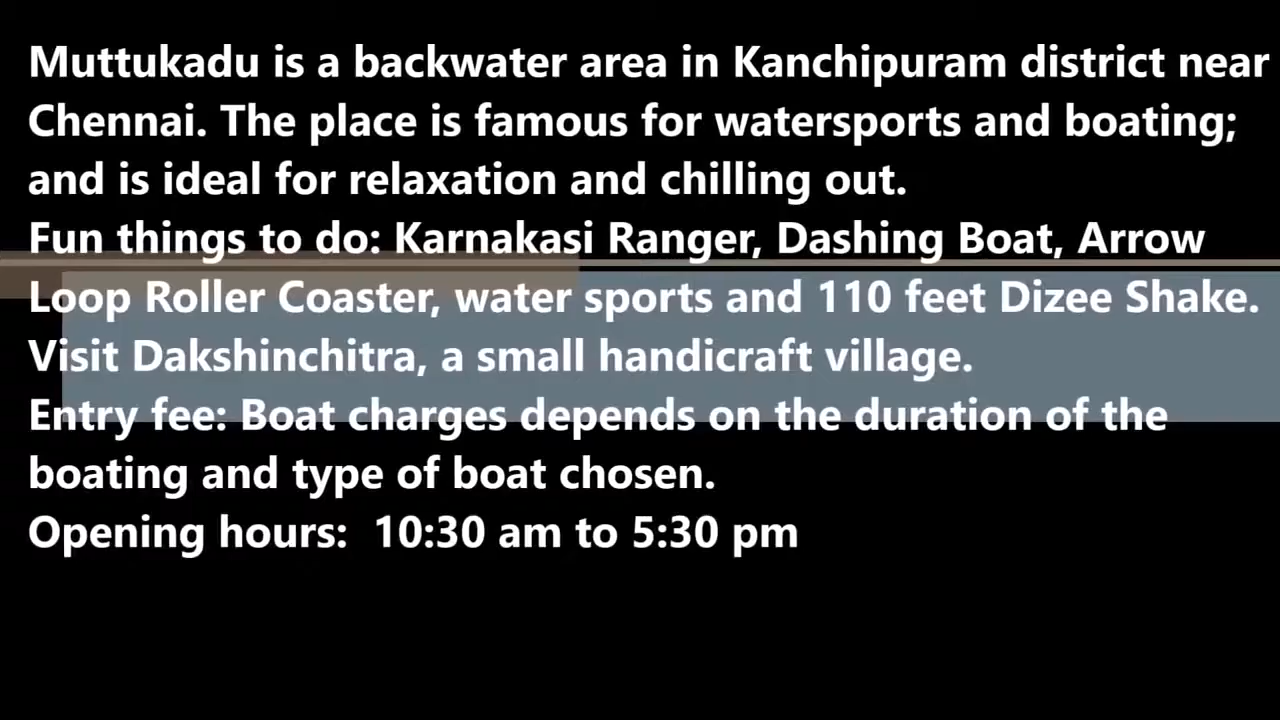 Muttukadu is a backwater area in Kanchipuram district near
Chennai. The place is famous for watersports and boating;
and is ideal for relaxation and chilling out.
Fun things to do: Karnakasi Ranger, Dashing Boat, Arrow
Loop Roller Coaster, water sports and 110 feet Dizee Shake.
Visit Dakshinchitra, a small handicraft village.
Entry fee: Boat charges depends on the duration of the
boating and type of boat chosen.
Opening hours:  10:30 am to 5:30 pm